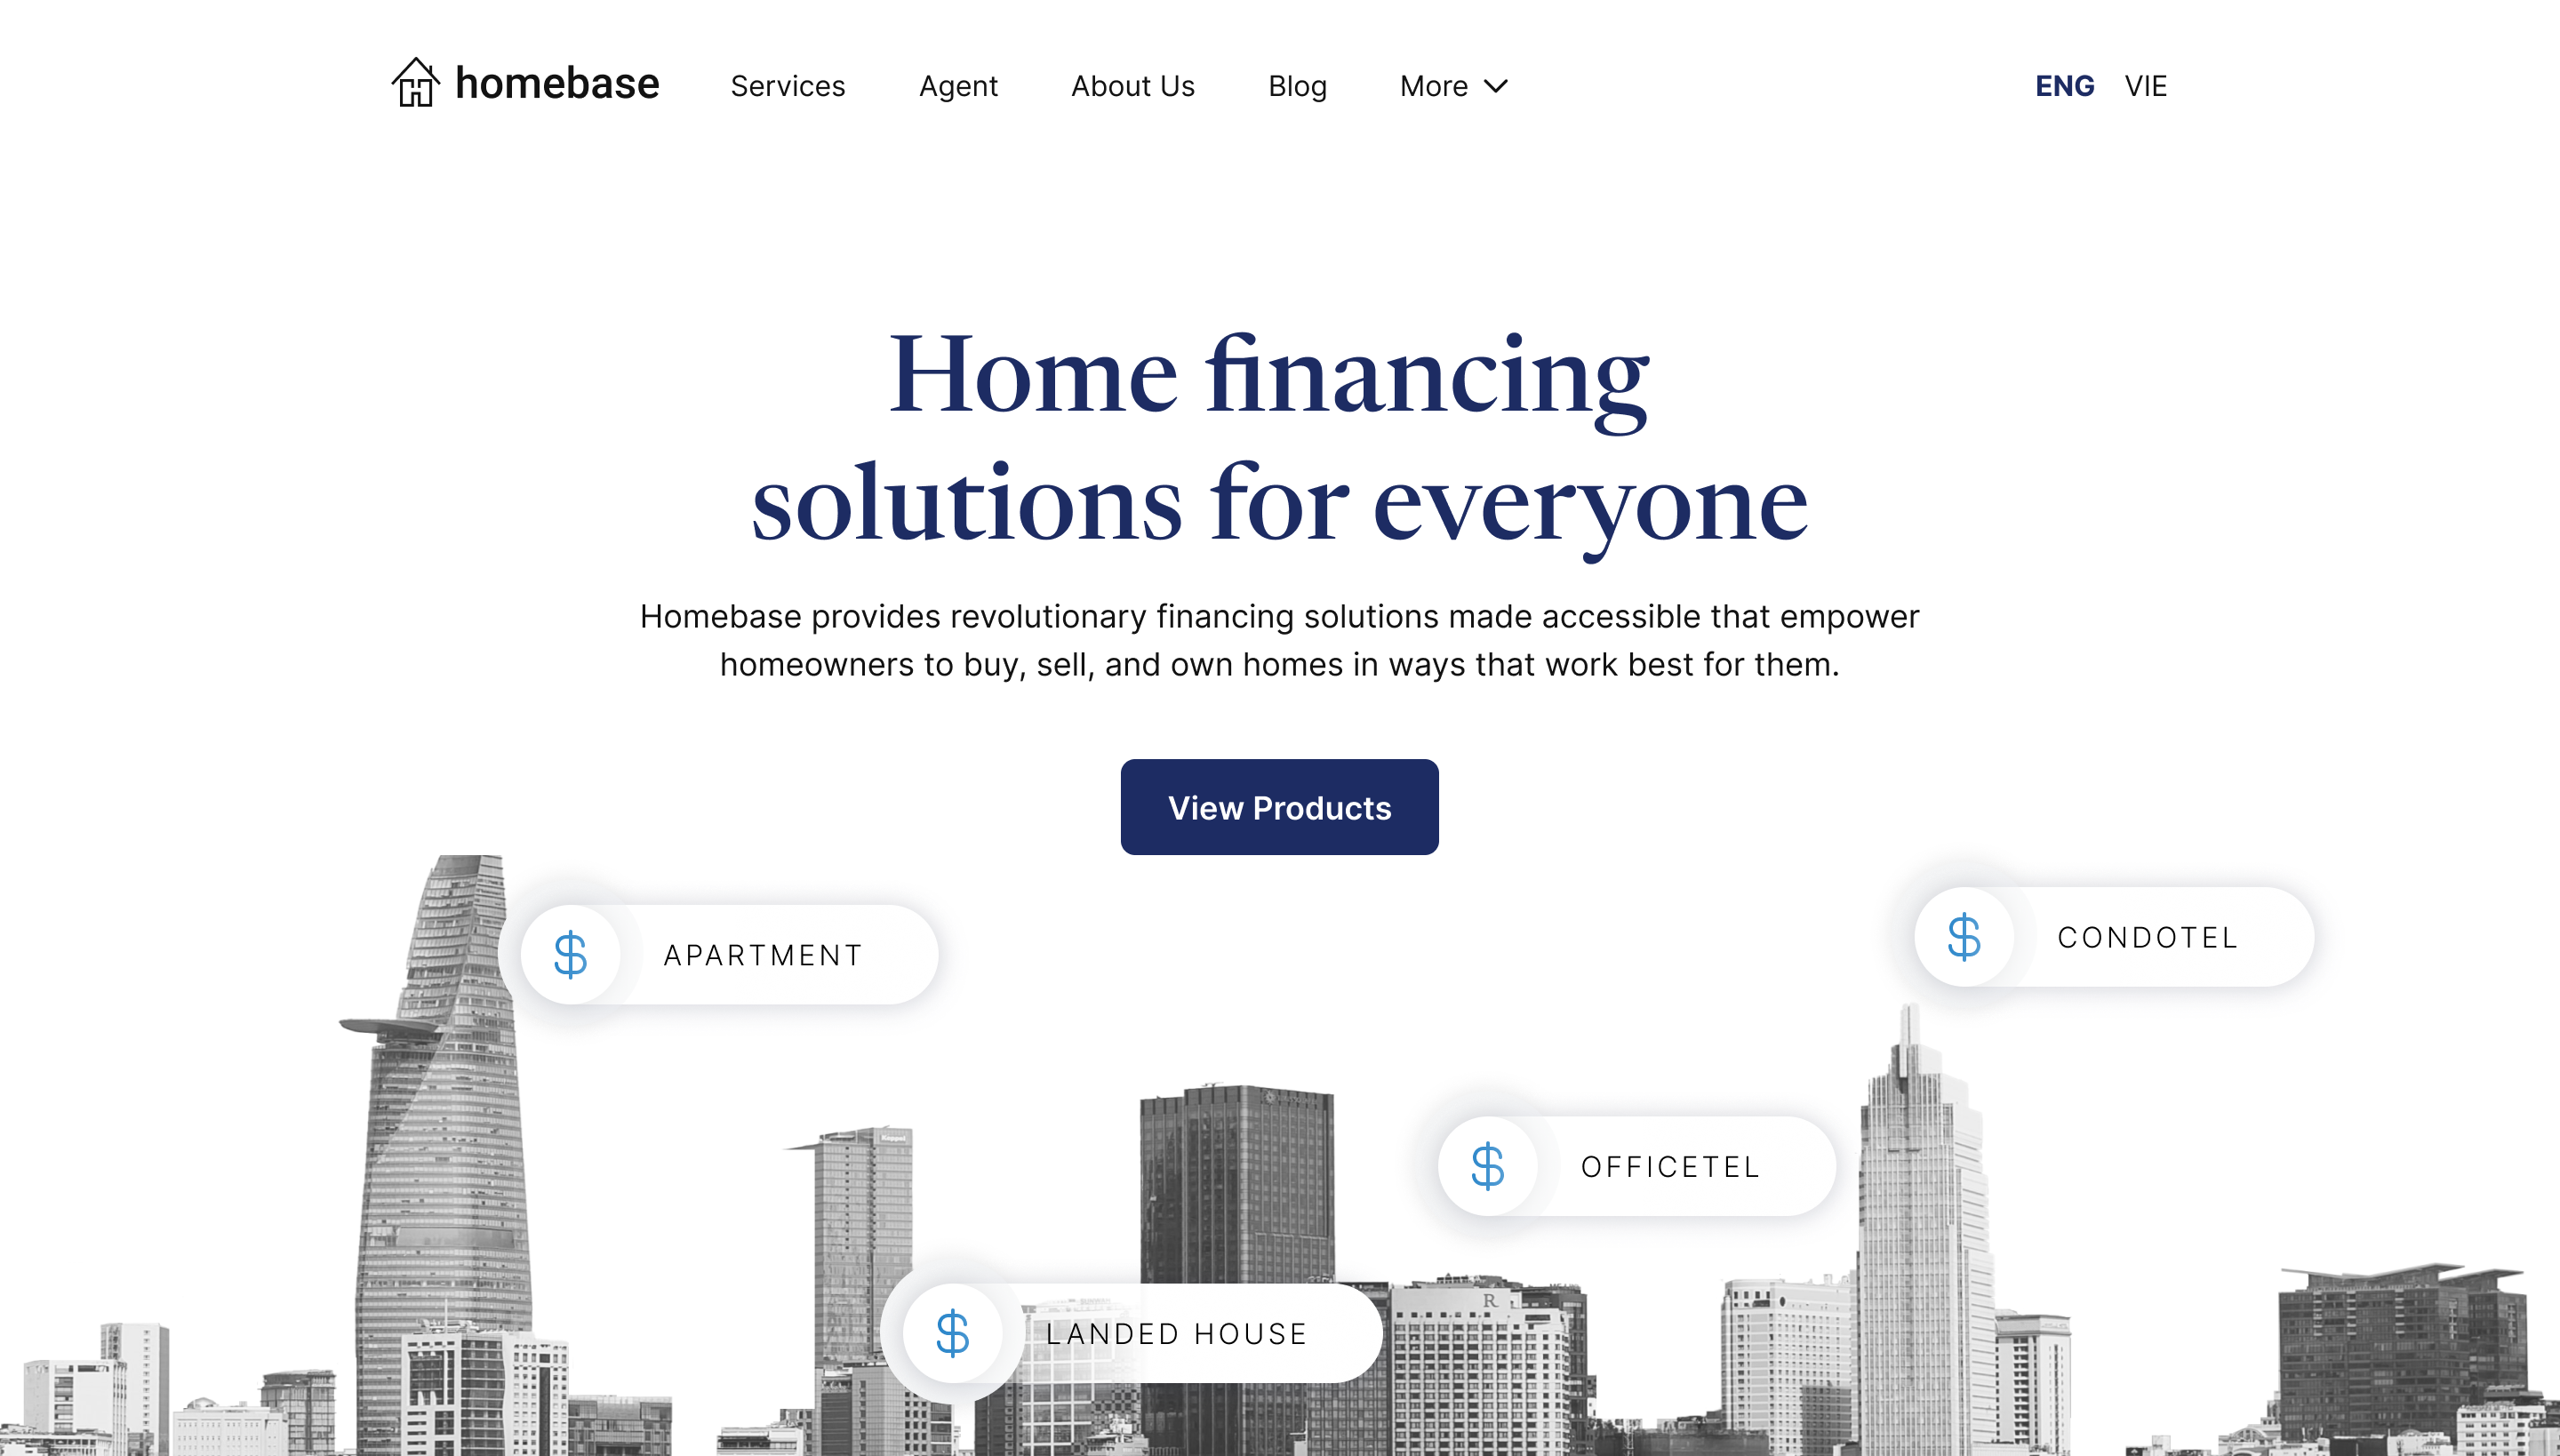 homebase
Services
Agent
About Us
Blog
More
ENG
VIE
Home financing
solutions for everyone
Homebase provides revolutionary financing solutions made accessible that empower
homeowners to buy, sell, and own homes in ways that work best for them.
View Products
$ APARTMENT
$ CONDOTEL
Keppel
$ OFFICETEL
R
$ LANDED HOUSE